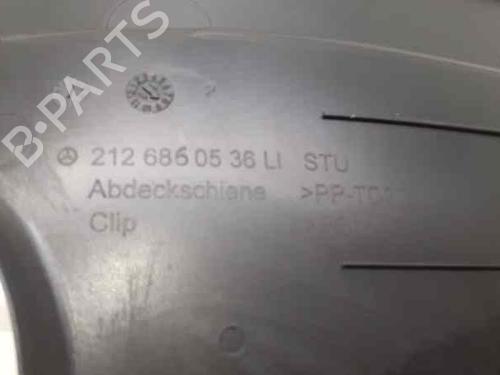 212 686 05 36 LI STU
Abdeckschiene >PP-TD
Clip
B-PARTS